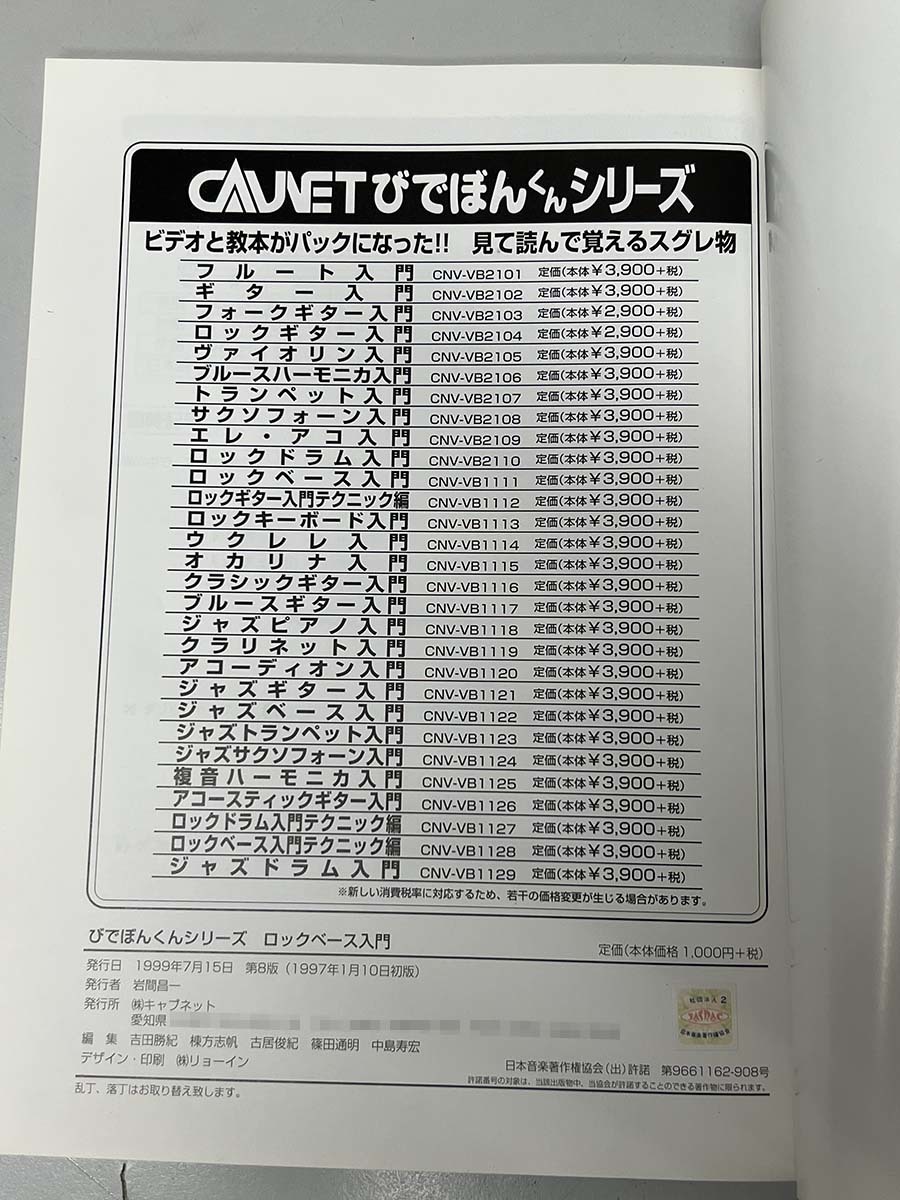 CAUNETびでぼんくんシリーズ
ビデオと教本がパックになった!! 見て読んで覚えるスグレ物
フルート入門 CNV-VB2101 定価(本体¥3,900+税)
ギター入門 CNV-VB2102 定価(本体¥3,900+税)
フォークギター入門 CNV-VB2103 定価(本体¥2,900+税)
ロックギター入門 CNV-VB2104 定価(本体¥2,900+税)
ヴァイオリン入門 CNV-VB2105 定価(本体¥3,900+税)
ブルースハーモニカ入門 CNV-VB2106 定価(本体¥3,900+税)
トランペット入門 CNV-VB2107 定価(本体¥3,900+税)
サクソフォーン入門 CNV-VB2108 定価(本体¥3,900+税)
エレ・アコ入門 CNV-VB2109 定価(本体¥3,900+税)
ロックドラム入門 CNV-VB2110 定価(本体¥3,900+税)
ロックベース入門 CNV-VB1111 定価(本体¥3,900+税)
ロックギター入門テクニック編 CNV-VB1112 定価(本体¥3,900+税)
ロックキーボード入門 CNV-VB1113 定価(本体¥3,900+税)
ウクレレ入門 CNV-VB1114 定価(本体¥3,900+税)
オカリナ入門 CNV-VB1115 定価(本体¥3,900+税)
クラシックギター入門 CNV-VB1116 定価(本体¥3,900+税)
ブルースギター入門 CNV-VB1117 定価(本体¥3,900+税)
ジャズピアノ入門 CNV-VB1118 定価(本体¥3,900+税)
クラリネット入門 CNV-VB1119 定価(本体¥3,900+税)
アコーディオン入門 CNV-VB1120 定価(本体¥3,900+税)
ジャズギター入門 CNV-VB1121 定価(本体¥3,900+税)
ジャズベース入門 CNV-VB1122 定価(本体¥3,900+税)
ジャズトランペット入門 CNV-VB1123 定価(本体¥3,900+税)
ジャズサクソフォーン入門 CNV-VB1124 定価(本体¥3,900+税)
複音ハーモニカ入門 CNV-VB1125 定価(本体¥3,900+税)
アコースティックギター入門 CNV-VB1126 定価(本体¥3,900+税)
ロックドラム入門テクニック編 CNV-VB1127 定価(本体¥3,900+税)
ロックベース入門テクニック編 CNV-VB1128 定価(本体¥3,900+税)
ジャズドラム入門 CNV-VB1129 定価(本体¥3,900+税)
※新しい消費税率に対応するため、若干の価格変更が生じる場合があります。
びでぼんくんシリーズ ロックベース入門 定価(本体価格1,000円+税)
発行日 1999年7月15日 第8版(1997年1月10日初版)
発行者 岩間昌一
発行所 ㈱キャブネット
愛知県
編集 吉田勝紀 棟方志帆 古居俊紀 篠田通明 中島寿宏
デザイン・印刷 ㈱リョーイン
社団法人 2
JASRAC
日本音楽著作権協会
日本音楽著作権協会(出)許諾 第9661162-908号
許諾番号の対象は、当該出版物中、当協会が許諾することのできる著作物に限られます。
乱丁、落丁はお取り替え致します。